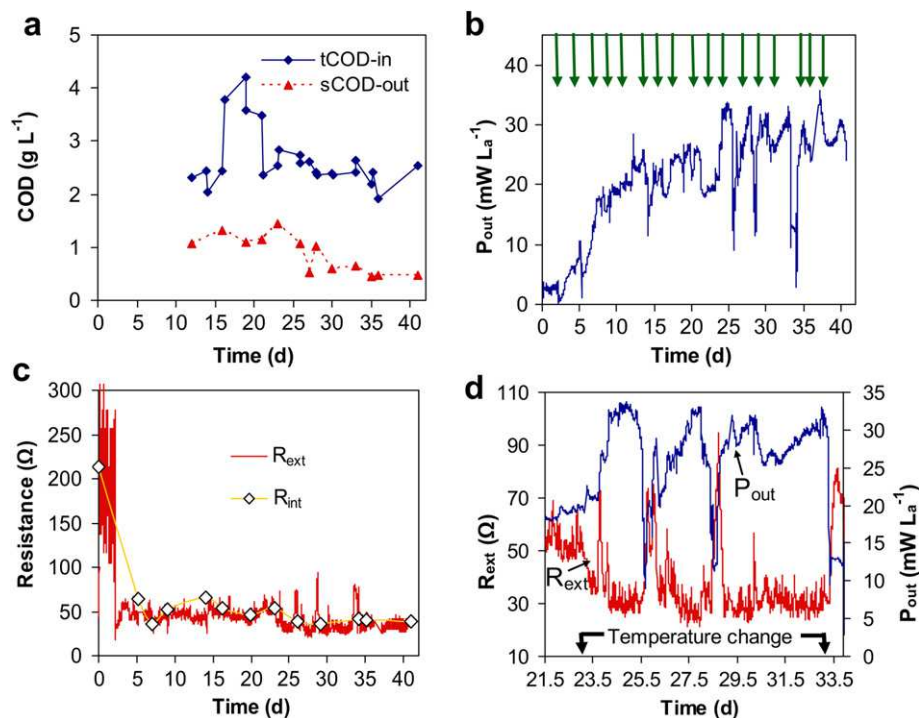 a
5
4
3
2
1
0
COD (g L⁻¹)
tCOD-in
sCOD-out
0 5 10 15 20 25 30 35 40
Time (d)
b
40
30
20
10
0
Pout (mW La⁻¹)
0 5 10 15 20 25 30 35 40
Time (d)
c
300
250
200
150
100
50
0
Resistance (Ω)
Rext
Rint
0 5 10 15 20 25 30 35 40
Time (d)
d
110
90
70
50
30
10
Rext (Ω)
35
30
25
20
15
10
5
0
Pout (mW La⁻¹)
Pout
Rext
Temperature change
21.5 23.5 25.5 27.5 29.5 31.5 33.5
Time (d)